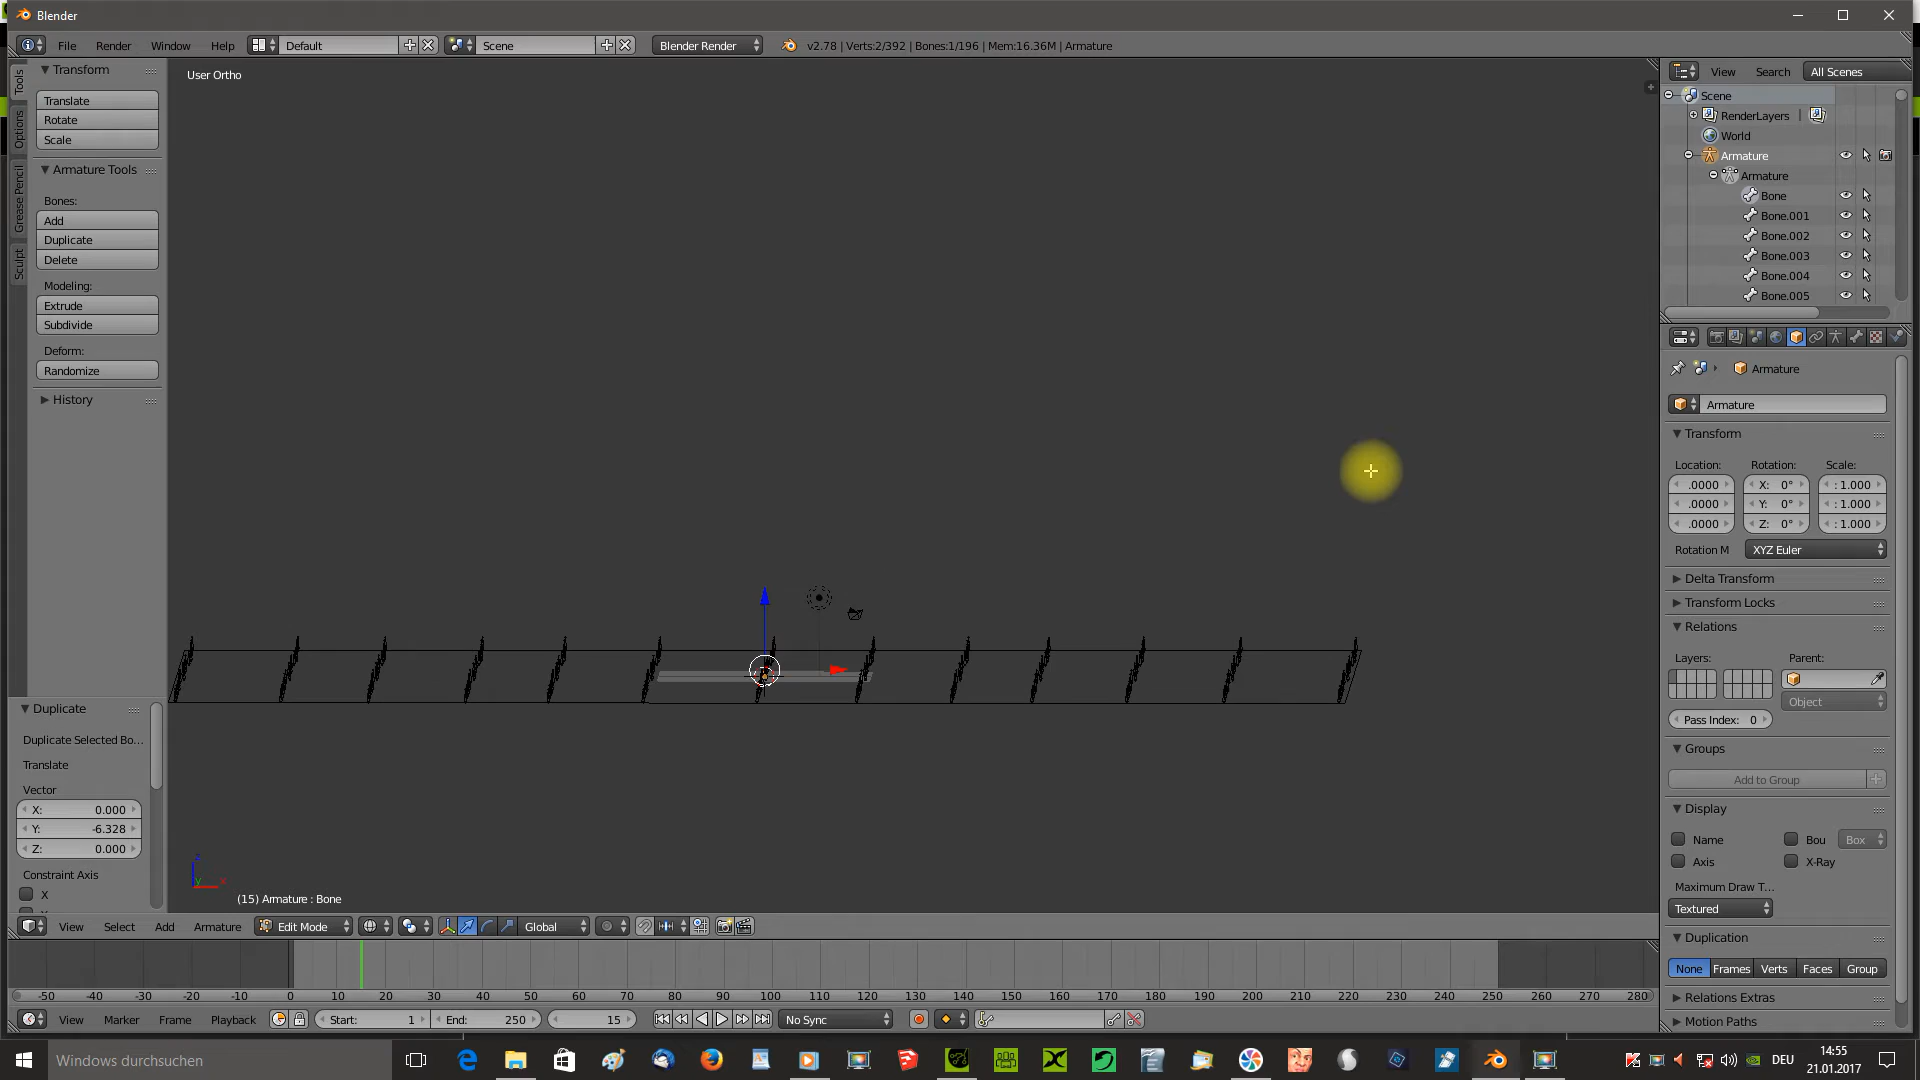 Blender
File Render Window Help Default Scene Blender Render v2.78 | Verts:2/392 | Bones:1/196 | Mem:16.36M | Armature
Tools
Options
Grease Pencil
Sculpt
Transform
Translate
Rotate
Scale
Armature Tools
Bones:
Add
Duplicate
Delete
Modeling:
Extrude
Subdivide
Deform:
Randomize
History
Duplicate
Duplicate Selected Bo...
Translate
Vector
X: 0.000
Y: -6.328
Z: 0.000
Constraint Axis
X
User Ortho
z
y x
(15) Armature : Bone
View Select Add Armature Edit Mode Global
-50 -40 -30 -20 -10 0 10 20 30 40 50 60 70 80 90 100 110 120 130 140 150 160 170 180 190 200 210 220 230 240 250 260 270 280
View Marker Frame Playback Start: 1 End: 250 15 No Sync
View Search All Scenes
Scene
RenderLayers |
World
Armature
Armature
Bone
Bone.001
Bone.002
Bone.003
Bone.004
Bone.005
Armature
Armature
Transform
Location: Rotation: Scale:
.0000 X: 0° : 1.000
.0000 Y: 0° : 1.000
.0000 Z: 0° : 1.000
Rotation M XYZ Euler
Delta Transform
Transform Locks
Relations
Layers: Parent:
Object
Pass Index: 0
Groups
Add to Group
Display
Name Bou Box
Axis X-Ray
Maximum Draw T...
Textured
Duplication
None Frames Verts Faces Group
Relations Extras
Motion Paths
Windows durchsuchen
DEU
14:55
21.01.2017